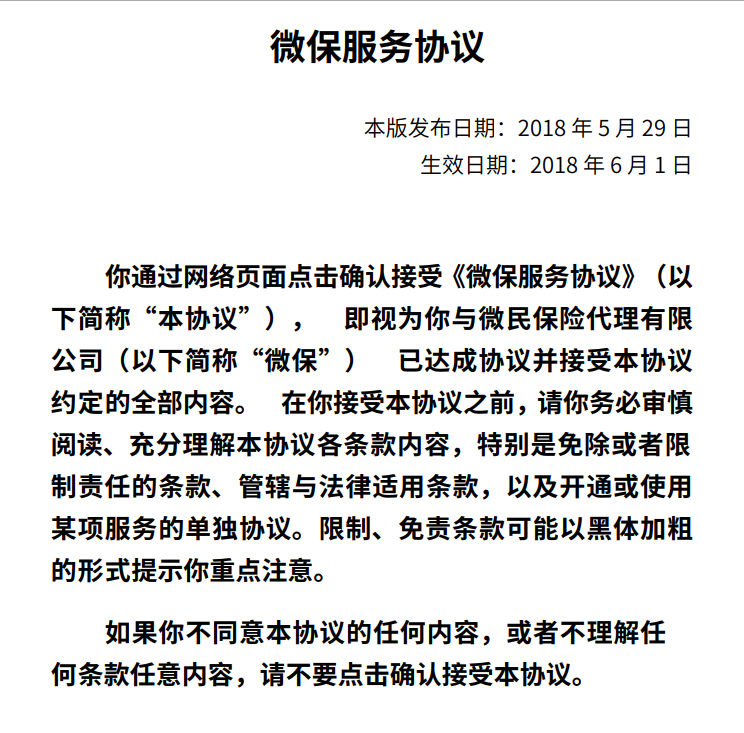 微保服务协议
本版发布日期：2018 年 5 月 29 日
生效日期：2018 年 6 月 1 日
你通过网络页面点击确认接受《微保服务协议》（以
下简称“本协议”）， 即视为你与微民保险代理有限
公司（以下简称“微保”） 已达成协议并接受本协议
约定的全部内容。 在你接受本协议之前，请你务必审慎
阅读、充分理解本协议各条款内容，特别是免除或者限
制责任的条款、管辖与法律适用条款，以及开通或使用
某项服务的单独协议。限制、免责条款可能以黑体加粗
的形式提示你重点注意。
如果你不同意本协议的任何内容，或者不理解任
何条款任意内容，请不要点击确认接受本协议。